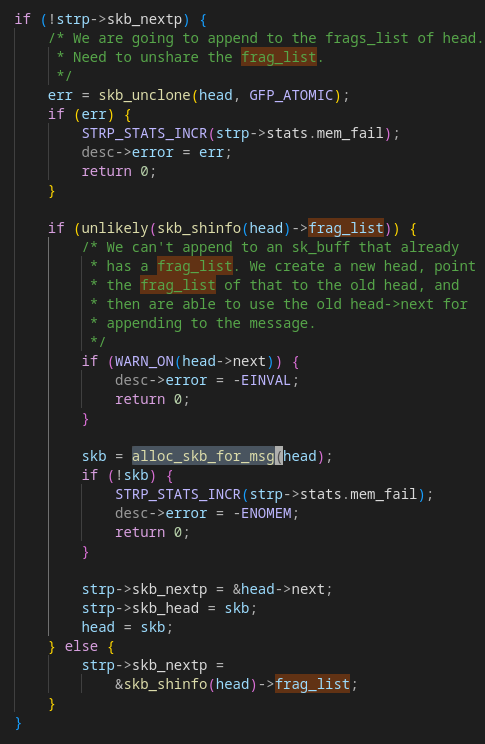 if (!strp->skb_nextp) {
/* We are going to append to the frags_list of head.
* Need to unshare the frag_list.
*/
err = skb_unclone(head, GFP_ATOMIC);
if (err) {
STRP_STATS_INCR(strp->stats.mem_fail);
desc->error = err;
return 0;
}
if (unlikely(skb_shinfo(head)->frag_list)) {
/* We can't append to an sk_buff that already
* has a frag_list. We create a new head, point
* the frag_list of that to the old head, and
* then are able to use the old head->next for
* appending to the message.
*/
if (WARN_ON(head->next)) {
desc->error = -EINVAL;
return 0;
}
skb = alloc_skb_for_msg(head);
if (!skb) {
STRP_STATS_INCR(strp->stats.mem_fail);
desc->error = -ENOMEM;
return 0;
}
strp->skb_nextp = &head->next;
strp->skb_head = skb;
head = skb;
} else {
strp->skb_nextp =
&skb_shinfo(head)->frag_list;
}
}